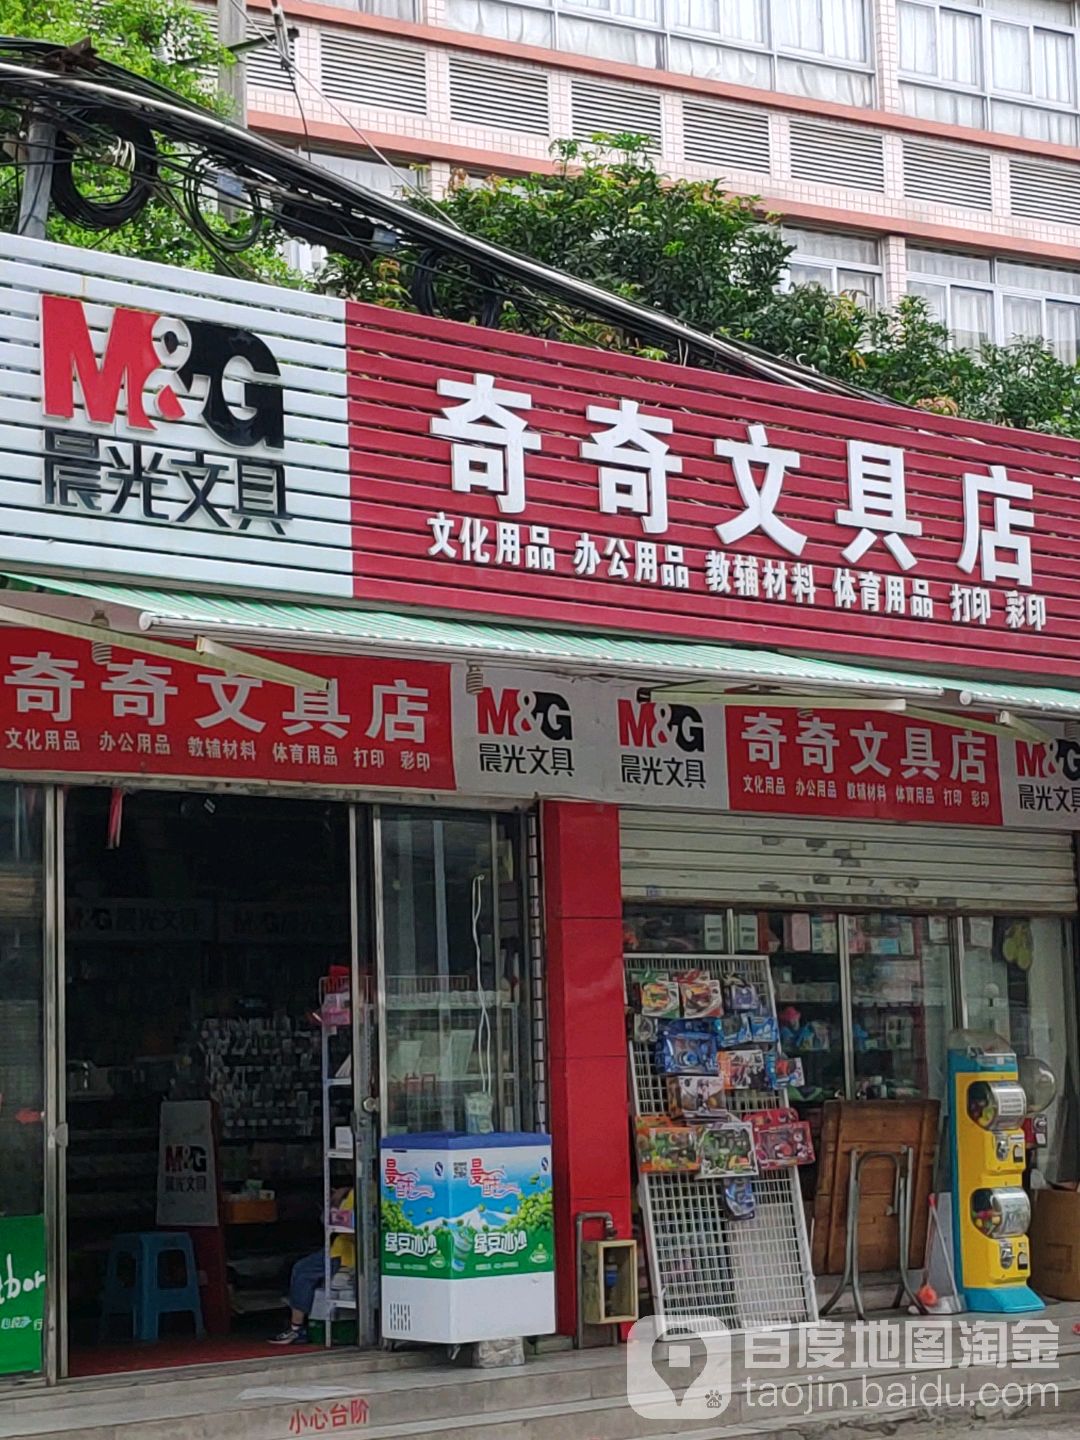 M&G
晨光文具
奇奇文具店
文化用品 办公用品 教辅材料 体育用品 打印 彩印
奇奇文具店
文化用品 办公用品 教辅材料 体育用品 打印 彩印
M&G
晨光文具
M&G
晨光文具
奇奇文具店
文化用品 办公用品 教辅材料 体育用品 打印 彩印
M&G
晨光文具
M&G 晨光文具
M&G
晨光文具
绿豆冰沙
绿豆冰沙
小心台阶
百度地图淘金
taojin.baidu.com